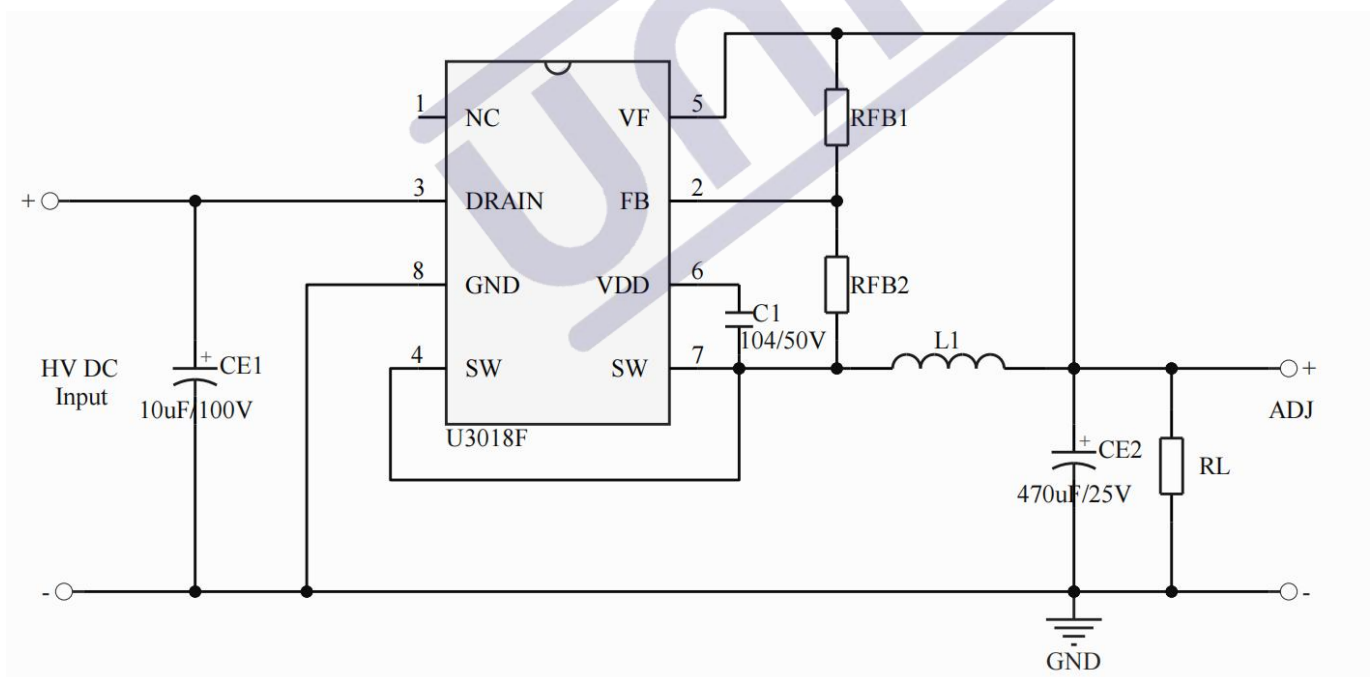 1
NC
VF
5
RFB1
+
3
DRAIN
FB
2
8
GND
VDD
6
RFB2
C1
104/50V
4
SW
SW
7
L1
HV DC
Input
+
CE1
10uF/100V
U3018F
+
ADJ
+
CE2
470uF/25V
RL
-
-
GND